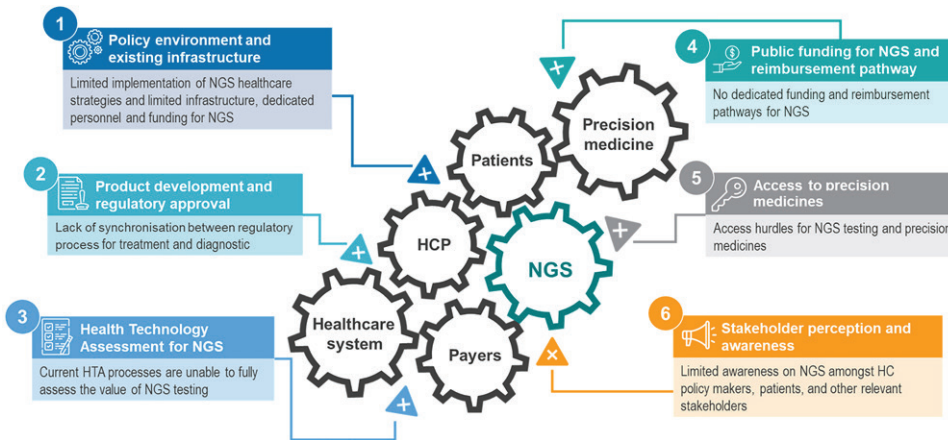 1
Policy environment and
existing infrastructure
Limited implementation of NGS healthcare
strategies and limited infrastructure, dedicated
personnel and funding for NGS
2
Product development and
regulatory approval
Lack of synchronisation between regulatory
process for treatment and diagnostic
3
Health Technology
Assessment for NGS
Current HTA processes are unable to fully
assess the value of NGS testing
Precision
medicine
Patients
HCP
NGS
Healthcare
system
Payers
4
Public funding for NGS and
reimbursement pathway
No dedicated funding and reimbursement
pathways for NGS
5
Access to precision
medicines
Access hurdles for NGS testing and precision
medicines
6
Stakeholder perception and
awareness
Limited awareness on NGS amongst HC
policy makers, patients, and other relevant
stakeholders